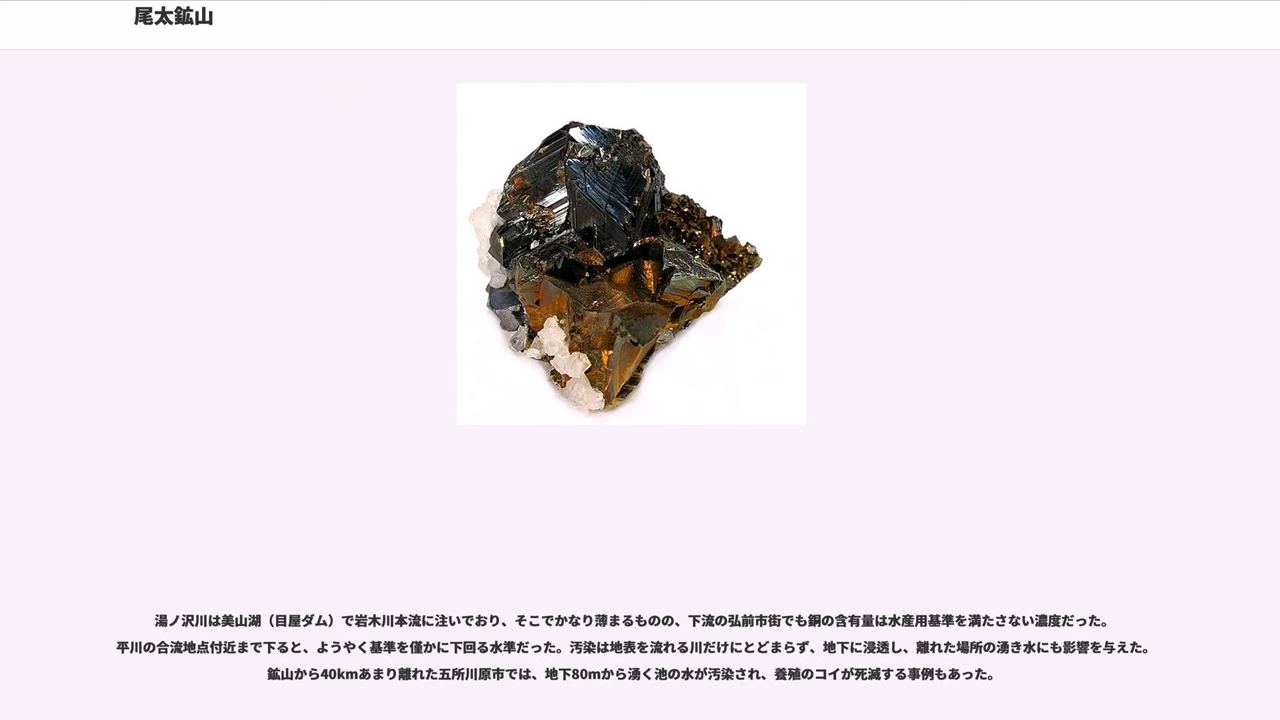 尾太鉱山
湯ノ沢川は美山湖（目屋ダム）で岩木川本流に注いでおり、そこでかなり薄まるものの、下流の弘前市街でも銅の含有量は水産用基準を満たさない濃度だった。
平川の合流地点付近まで下ると、ようやく基準を僅かに下回る水準だった。汚染は地表を流れる川だけにとどまらず、地下に浸透し、離れた場所の湧き水にも影響を与えた。
鉱山から40kmあまり離れた五所川原市では、地下80mから湧く池の水が汚染され、養殖のコイが死滅する事例もあった。